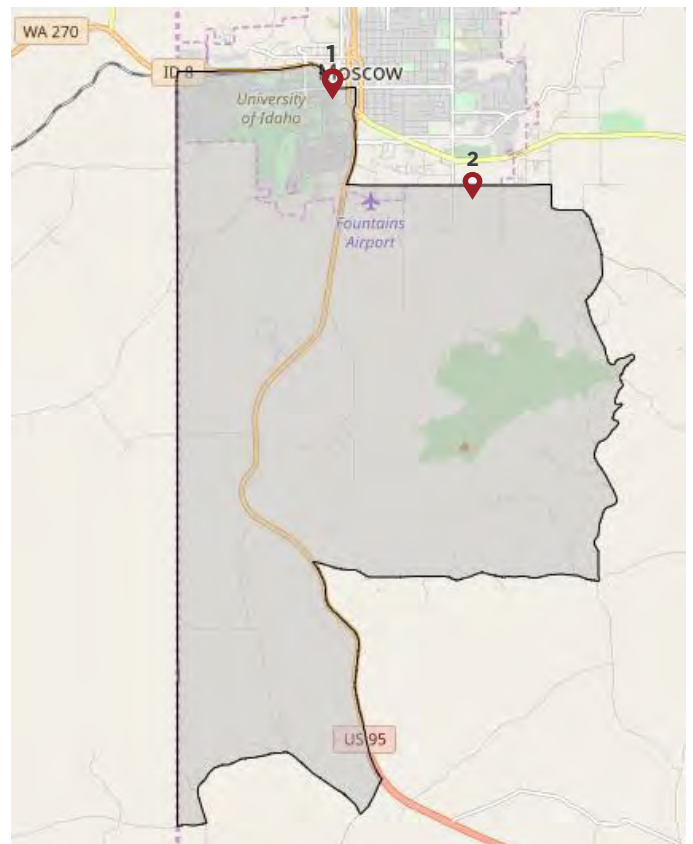 WA 270
ID 8
1
Moscow
University
of Idaho
2
Fountains
Airport
US 95